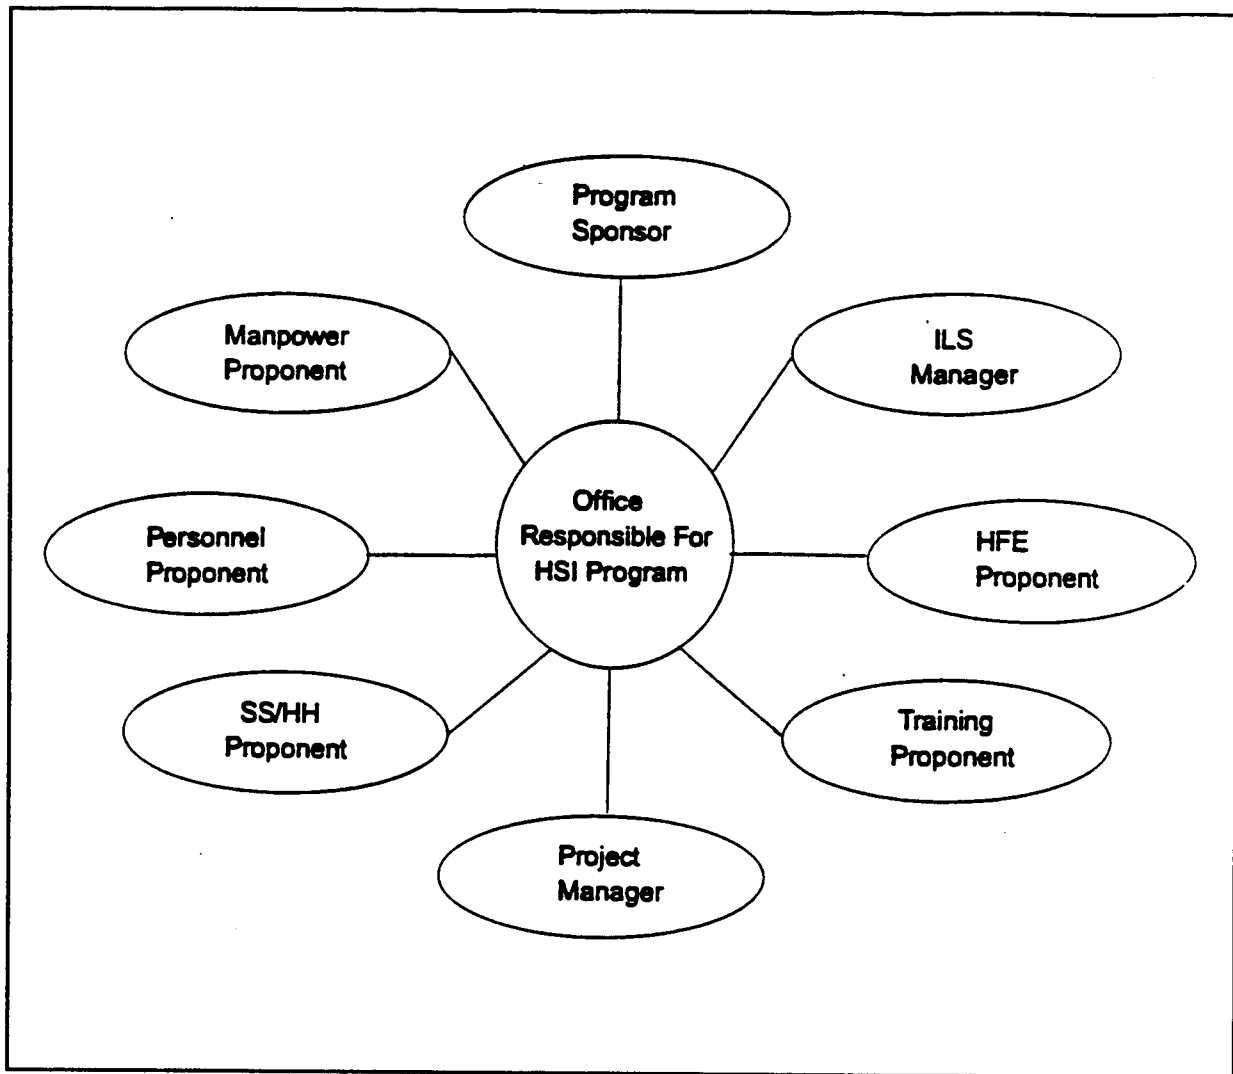 Program
Sponsor
Manpower
Proponent
ILS
Manager
Office
Responsible For
HSI Program
Personnel
Proponent
HFE
Proponent
SS/HH
Proponent
Training
Proponent
Project
Manager